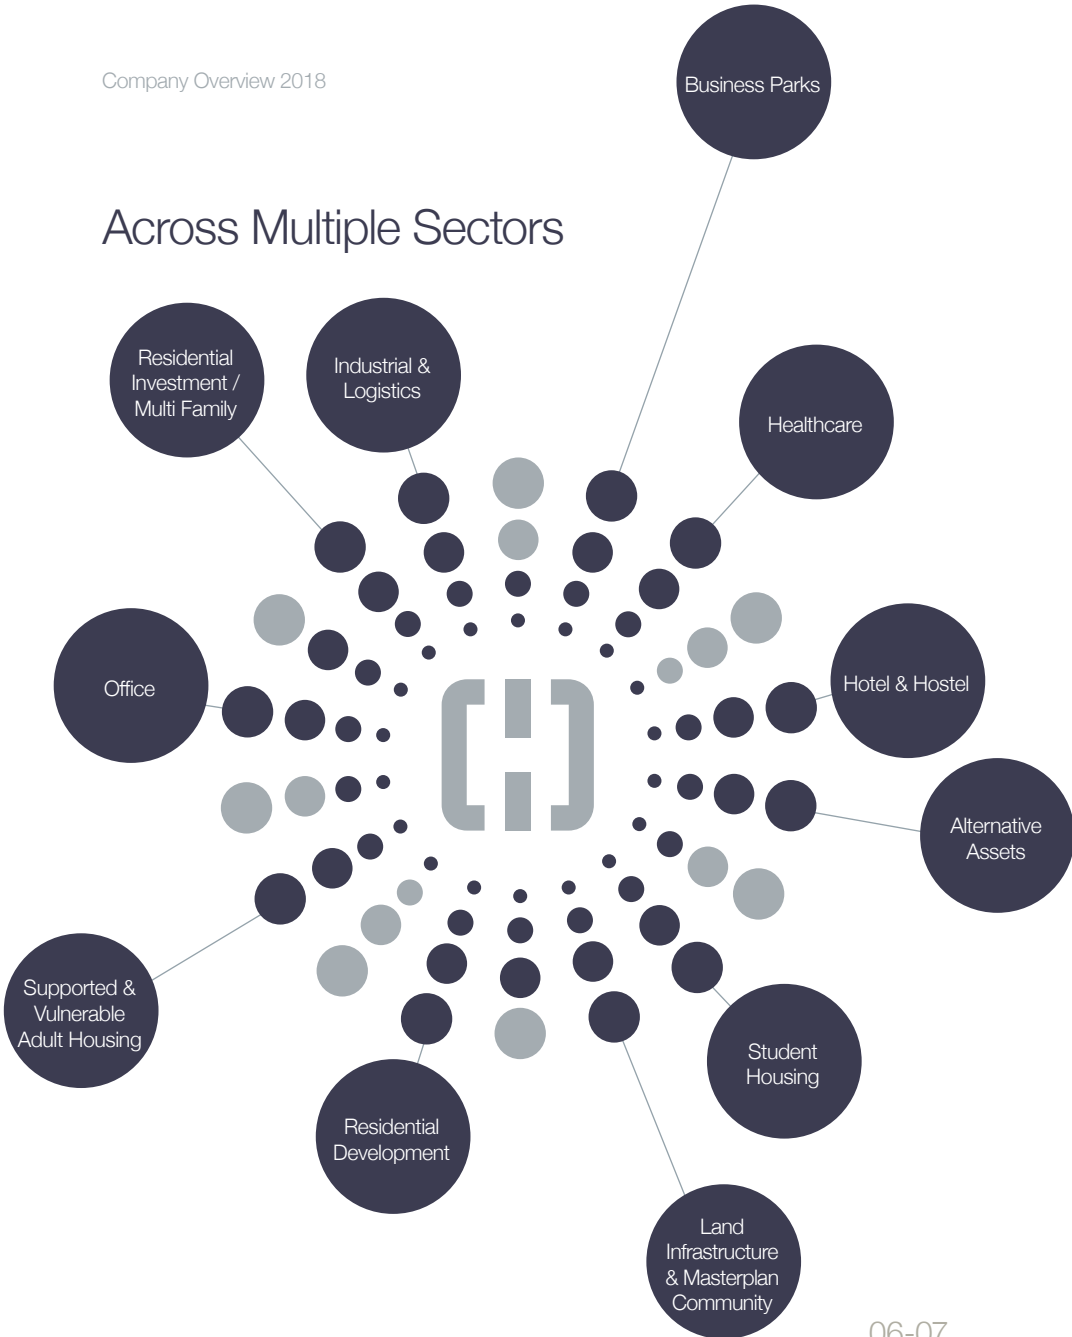 Company Overview 2018
Business Parks
Across Multiple Sectors
Residential
Investment /
Multi Family
Industrial &
Logistics
Healthcare
Office
Hotel & Hostel
Alternative
Assets
Supported &
Vulnerable
Adult Housing
Student
Housing
Residential
Development
Land
Infrastructure
& Masterplan
Community
06-07